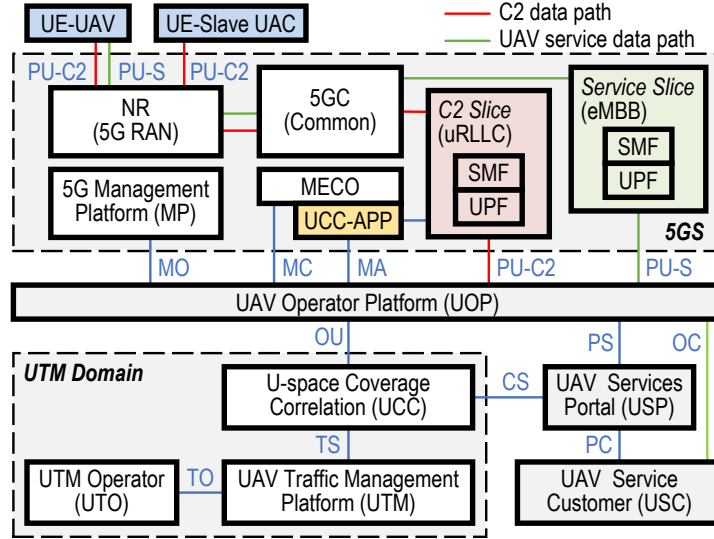 UE-UAV
UE-Slave UAC
C2 data path
UAV service data path
PU-C2
PU-S
PU-C2
NR
(5G RAN)
5GC
(Common)
C2 Slice
(uRLLC)
SMF
UPF
Service Slice
(eMBB)
SMF
UPF
5G Management
Platform (MP)
MECO
UCC-APP
5GS
MO
MC
MA
PU-C2
PU-S
UAV Operator Platform (UOP)
OU
PS
OC
UTM Domain
U-space Coverage
Correlation (UCC)
CS
UAV Services
Portal (USP)
TS
PC
UTM Operator
(UTO)
TO
UAV Traffic Management
Platform (UTM)
UAV Service
Customer (USC)